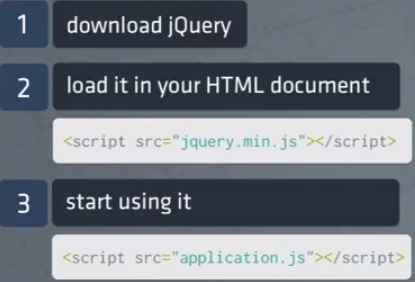 1 download jQuery
2 load it in your HTML document
<script src="jquery.min.js"></script>
3 start using it
<script src="application.js"></script>